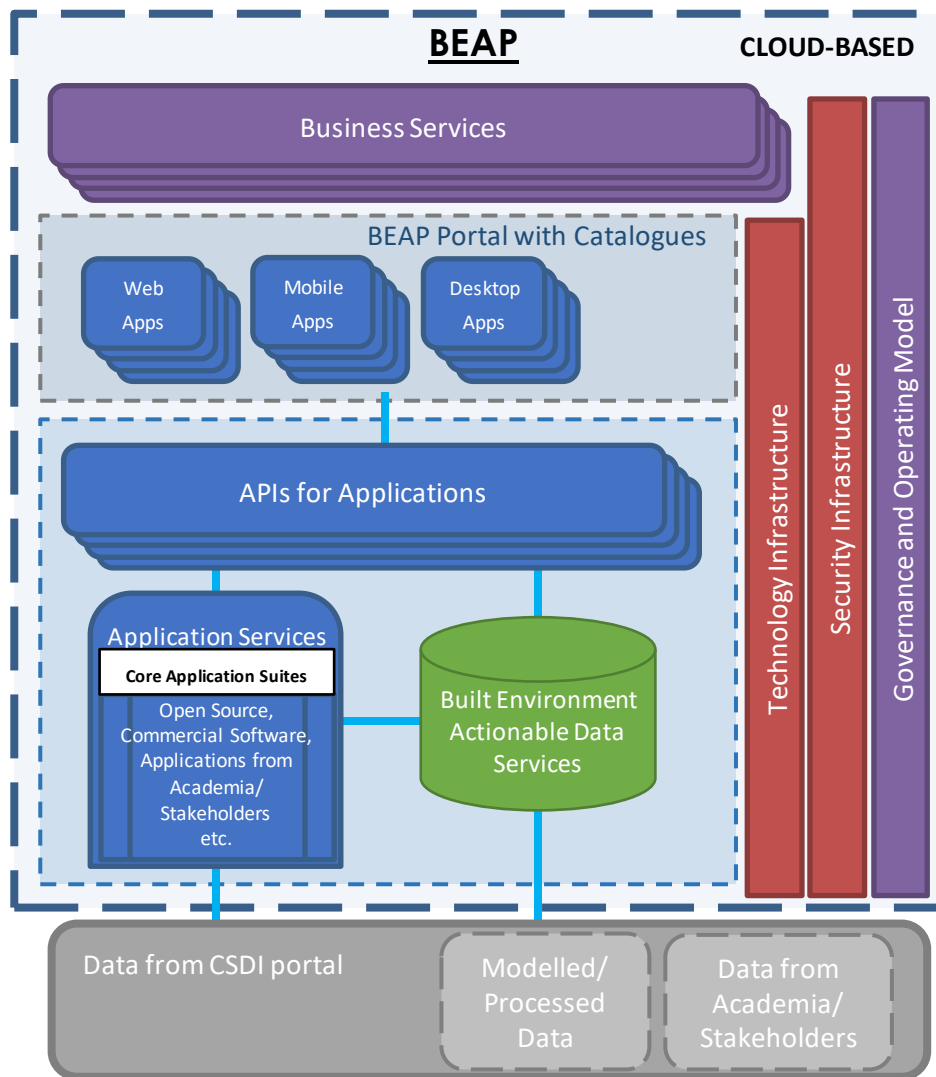 BEAP
CLOUD-BASED
Business Services
BEAP Portal with Catalogues
Web
Apps
Mobile
Apps
Desktop
Apps
APIs for Applications
Application Services
Core Application Suites
Open Source,
Commercial Software,
Applications from
Academia/
Stakeholders
etc.
Built Environment
Actionable Data
Services
Technology Infrastructure
Security Infrastructure
Governance and Operating Model
Data from CSDI portal
Modelled/
Processed
Data
Data from
Academia/
Stakeholders